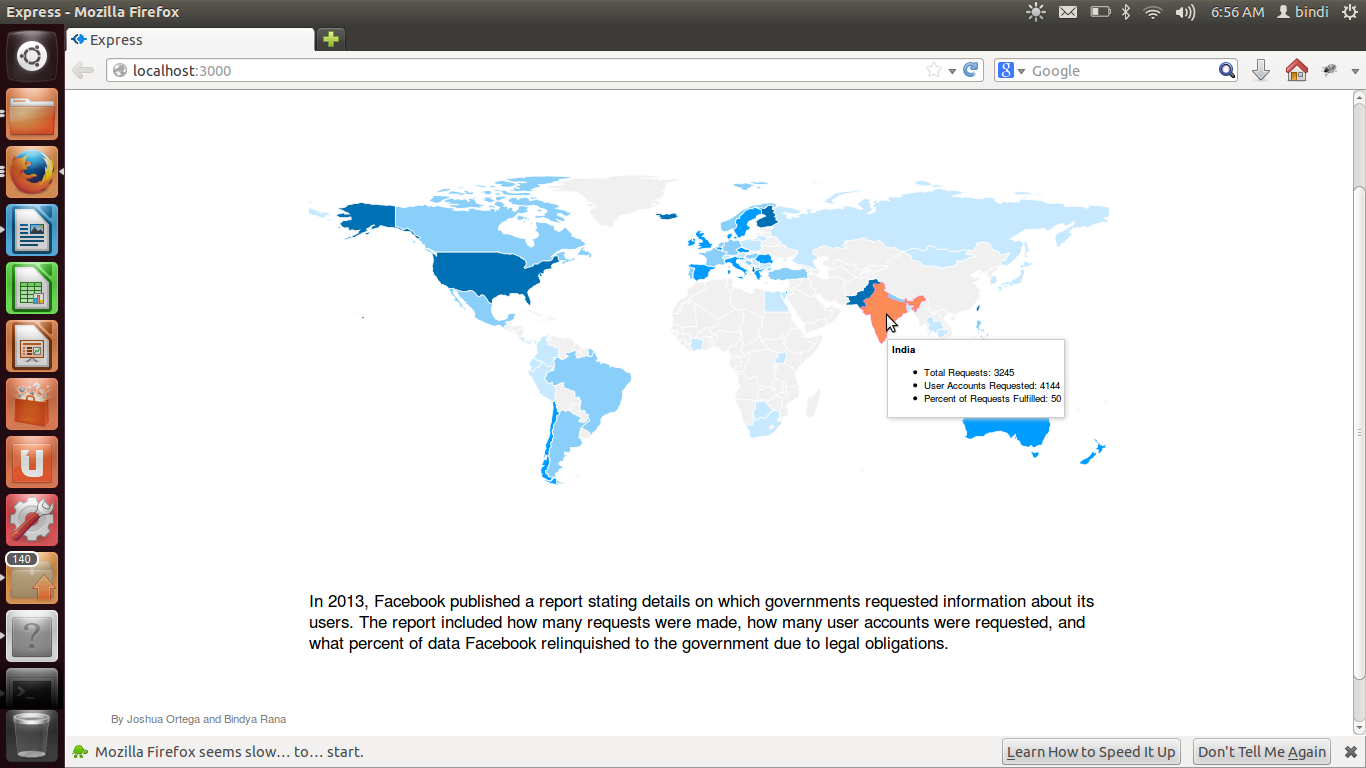 Express - Mozilla Firefox
6:56 AM
bindi
Express
localhost:3000
8
Google
India
Total Requests: 3245
User Accounts Requested: 4144
Percent of Requests Fulfilled: 50
U
140
?
>_
In 2013, Facebook published a report stating details on which governments requested information about its
users. The report included how many requests were made, how many user accounts were requested, and
what percent of data Facebook relinquished to the government due to legal obligations.
By Joshua Ortega and Bindya Rana
Mozilla Firefox seems slow… to… start.
Learn How to Speed It Up
Don't Tell Me Again